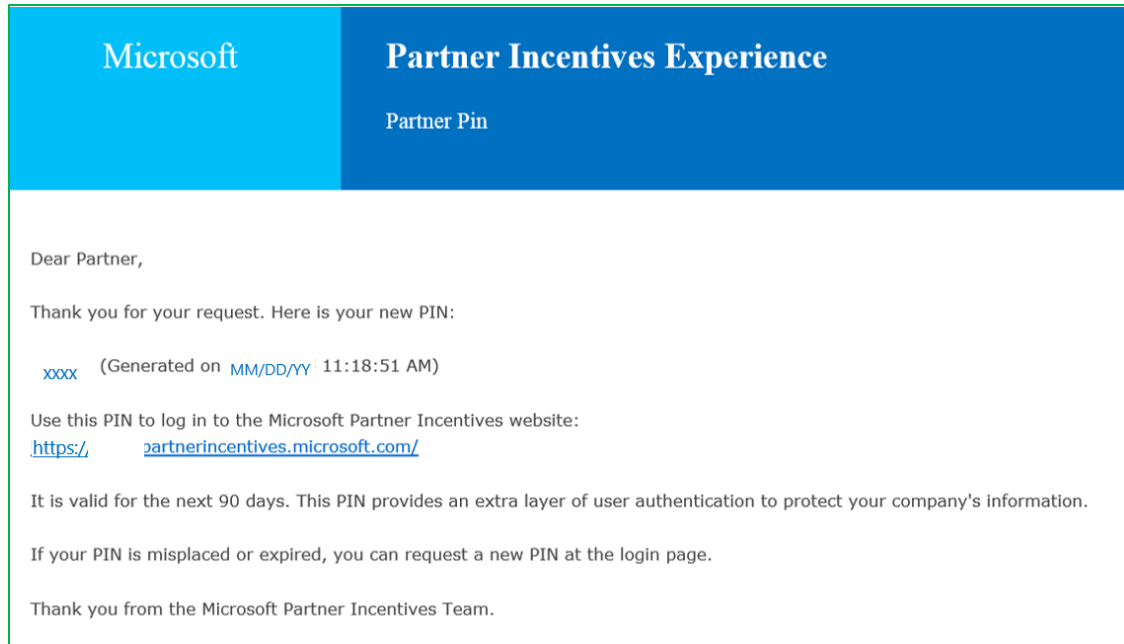 Microsoft
Partner Incentives Experience
Partner Pin
Dear Partner,
Thank you for your request. Here is your new PIN:
xxxx (Generated on MM/DD/YY 11:18:51 AM)
Use this PIN to log in to the Microsoft Partner Incentives website:
https:// partnerincentives.microsoft.com/
It is valid for the next 90 days. This PIN provides an extra layer of user authentication to protect your company's information.
If your PIN is misplaced or expired, you can request a new PIN at the login page.
Thank you from the Microsoft Partner Incentives Team.